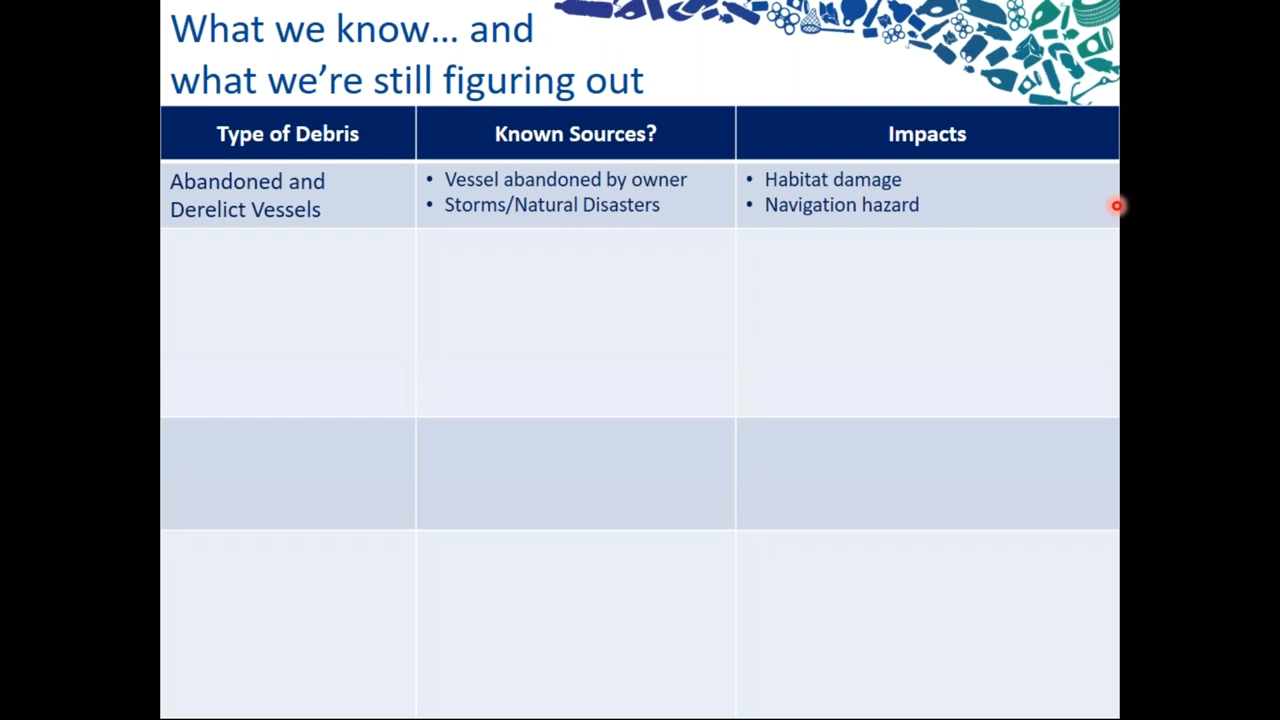 What we know... and
what we’re still figuring out
Type of Debris
Known Sources?
Impacts
Abandoned and
Derelict Vessels
• Vessel abandoned by owner
• Storms/Natural Disasters
• Habitat damage
• Navigation hazard